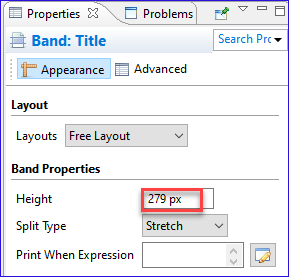 Properties Problems
Band: Title Search Pro
Appearance Advanced
Layout
Layouts Free Layout
Band Properties
Height 279 px
Split Type Stretch
Print When Expression